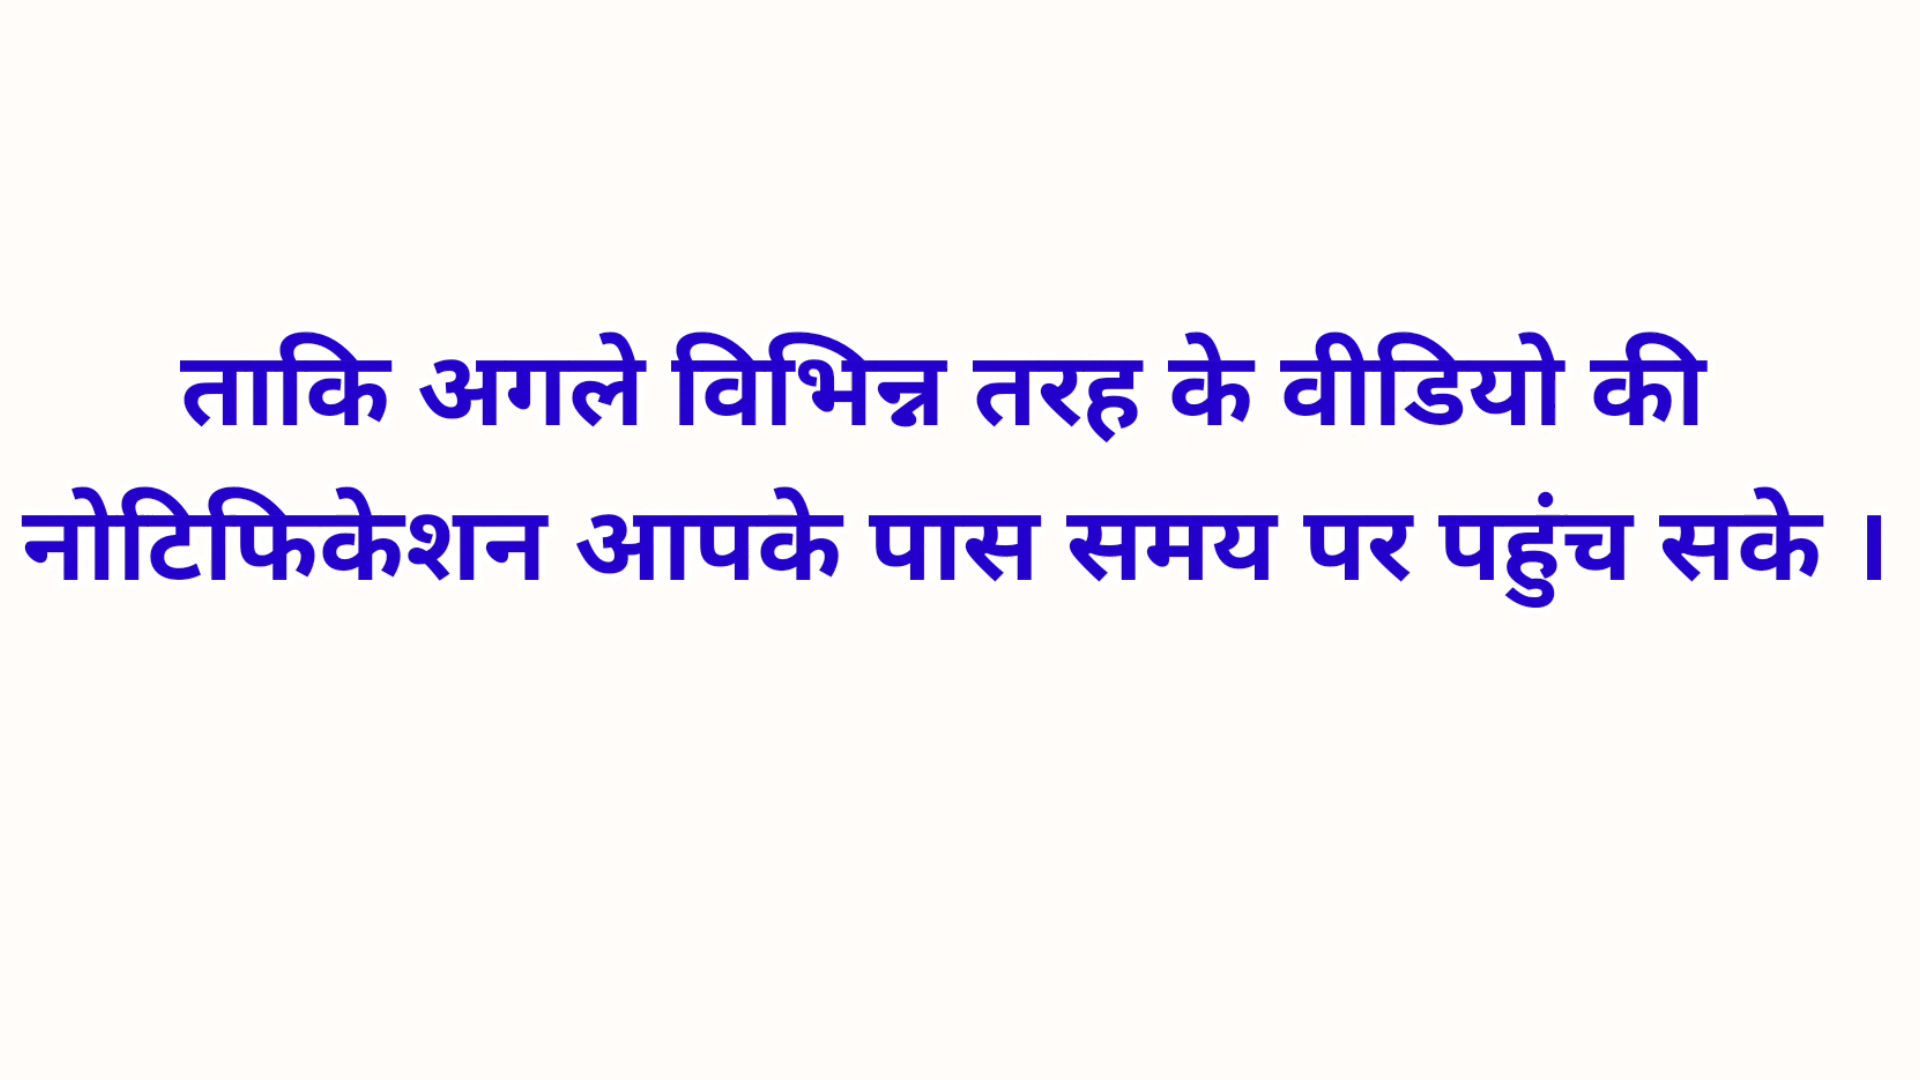 ताकि अगले विभिन्न तरह के वीडियो की
नोटिफिकेशन आपके पास समय पर पहुंच सके ।